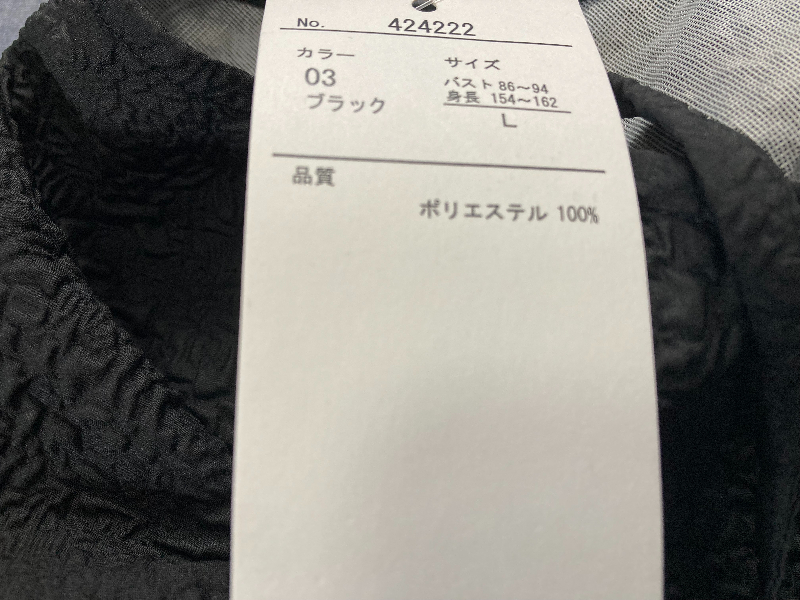 No. 424222
カラー
03
ブラック
サイズ
バスト 86〜94
身長 154〜162
L
品質
ポリエステル 100%